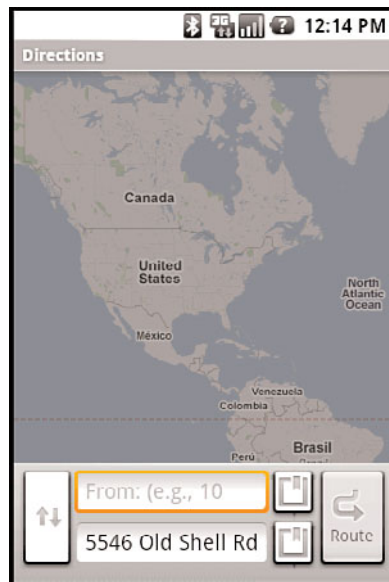 3G 12:14 PM
Directions
Canada
United
States
North
Atlantic
Ocean
México
Venezuela
Colombia
Perú
Brasil
From: (e.g., 10
5546 Old Shell Rd
Route